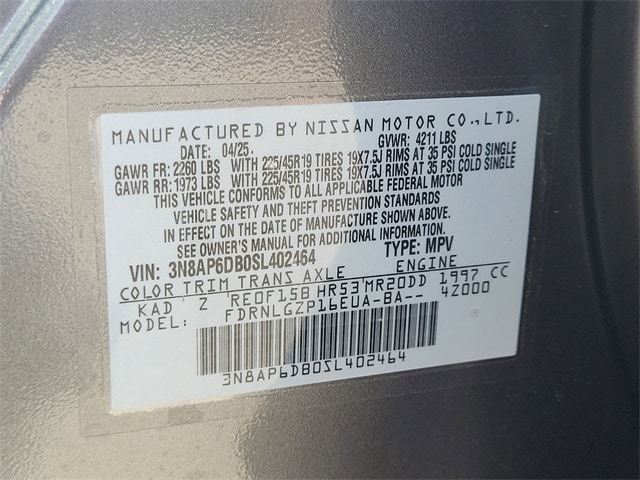 MANUFACTURED BY NISSAN MOTOR CO.,LTD.
DATE 04/25. GVWR: 4211 LBS
GAWR FR: 2260 LBS WITH 225/45R19 TIRES 19X7.5J RIMS AT 35 PSI COLD SINGLE
GAWR RR: 1973 LBS WITH 225/45R19 TIRES 19X7.5J RIMS AT 35 PSI COLD SINGLE
THIS VEHICLE CONFORMS TO ALL APPLICABLE FEDERAL MOTOR
VEHICLE SAFETY AND THEFT PREVENTION STANDARDS
IN EFFECT ON THE DATE OF MANUFACTURE SHOWN ABOVE.
SEE OWNER'S MANUAL FOR ADDITIONAL INFORMATION.
VIN: 3N8AP6DB0SL402464 TYPE: MPV
COLOR TRIM TRANS AXLE ENGINE
KAD Z RE0F15B HR53 MR20DD 1997 CC
MODEL: FDRNLGZP16EUA-BA-- 4Z000
3N8AP6DB0SL402464